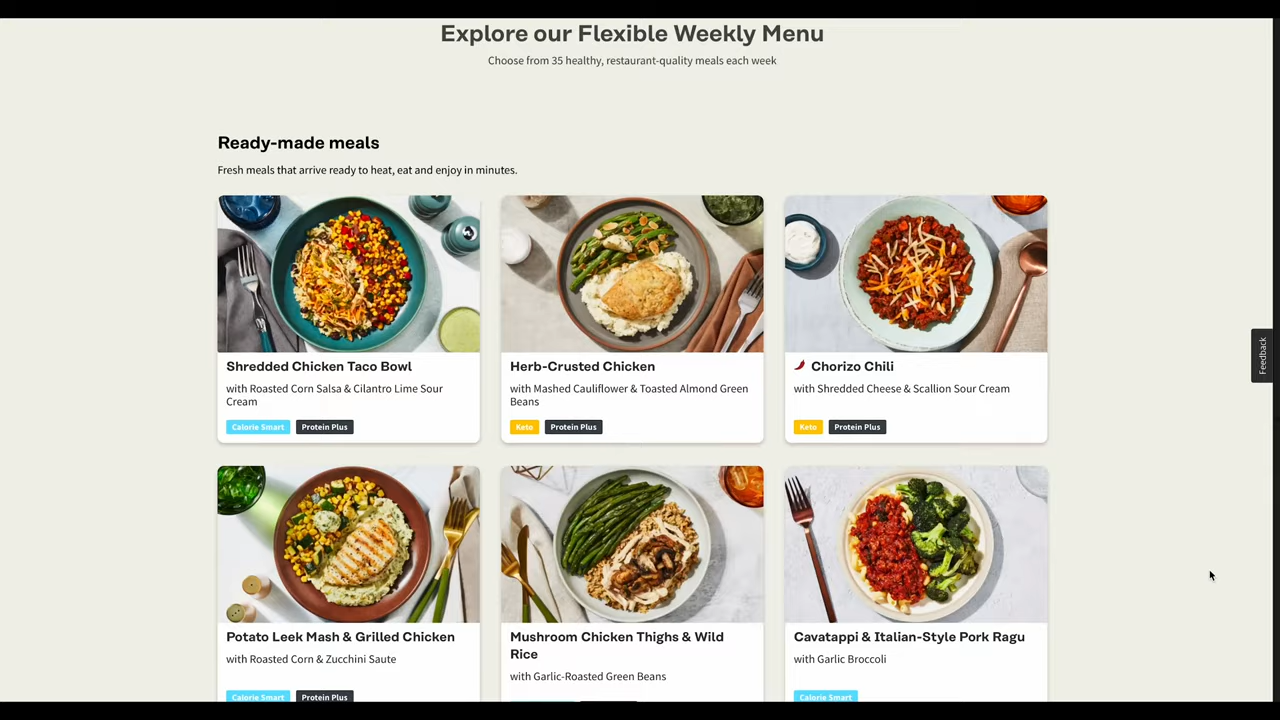 Explore our Flexible Weekly Menu
Choose from 35 healthy, restaurant-quality meals each week
Ready-made meals
Fresh meals that arrive ready to heat, eat and enjoy in minutes.
Shredded Chicken Taco Bowl
with Roasted Corn Salsa & Cilantro Lime Sour
Cream
Calorie Smart Protein Plus
Herb-Crusted Chicken
with Mashed Cauliflower & Toasted Almond Green
Beans
Keto Protein Plus
Chorizo Chili
with Shredded Cheese & Scallion Sour Cream
Keto Protein Plus
Feedback
Potato Leek Mash & Grilled Chicken
with Roasted Corn & Zucchini Saute
Calorie Smart Protein Plus
Mushroom Chicken Thighs & Wild
Rice
with Garlic-Roasted Green Beans
Cavatappi & Italian-Style Pork Ragu
with Garlic Broccoli
Calorie Smart